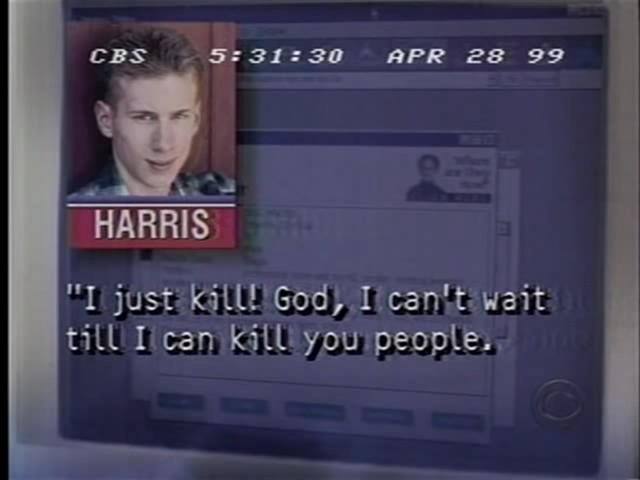 CBS 5:31:30 APR 28 99
HARRIS
"I just kill! God, I can't wait
till I can kill you people.